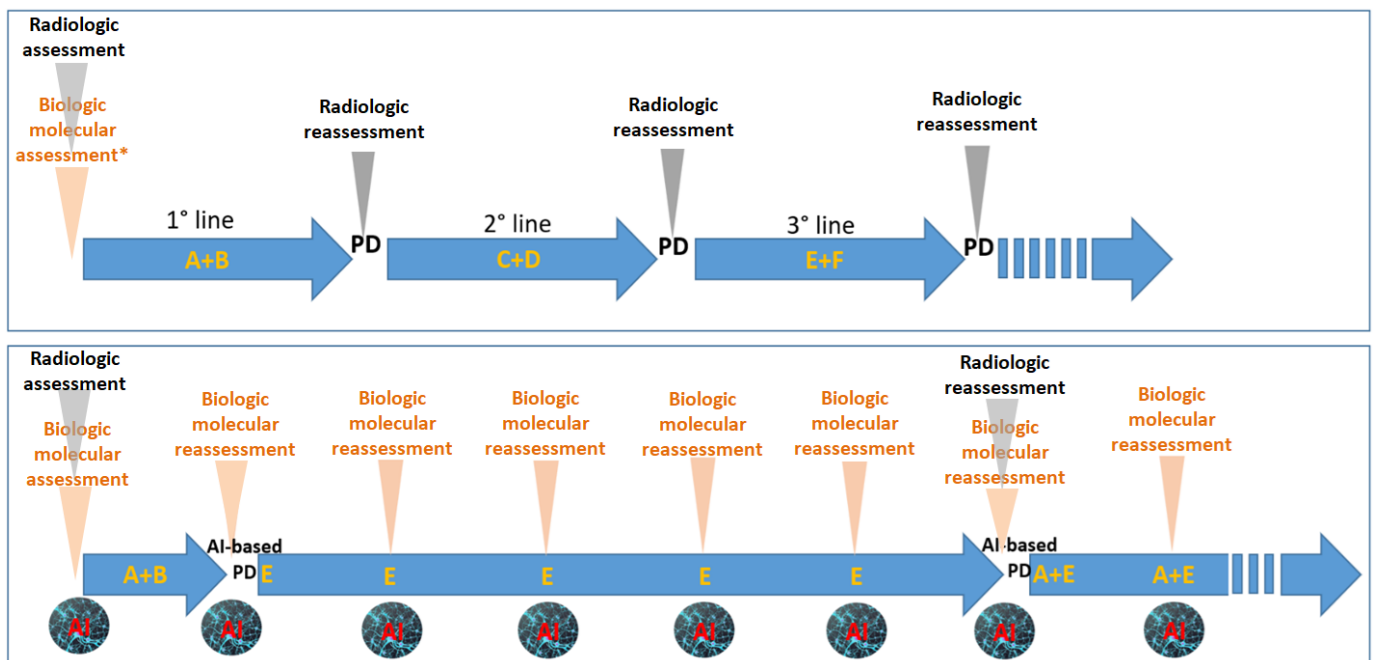 Radiologic
assessment
Biologic
molecular
assessment*
Radiologic
reassessment
Radiologic
reassessment
Radiologic
reassessment
1° line
2° line
3° line
PD
PD
PD
A+B
C+D
E+F
Radiologic
assessment
Biologic
molecular
assessment
Biologic
molecular
reassessment
Biologic
molecular
reassessment
Biologic
molecular
reassessment
Biologic
molecular
reassessment
Biologic
molecular
reassessment
Radiologic
reassessment
Biologic
molecular
reassessment
Biologic
molecular
reassessment
AI-based
PD
AI-based
PD
A+B
E
E
E
E
E
A+E
A+E
AI
AI
AI
AI
AI
AI
AI
AI